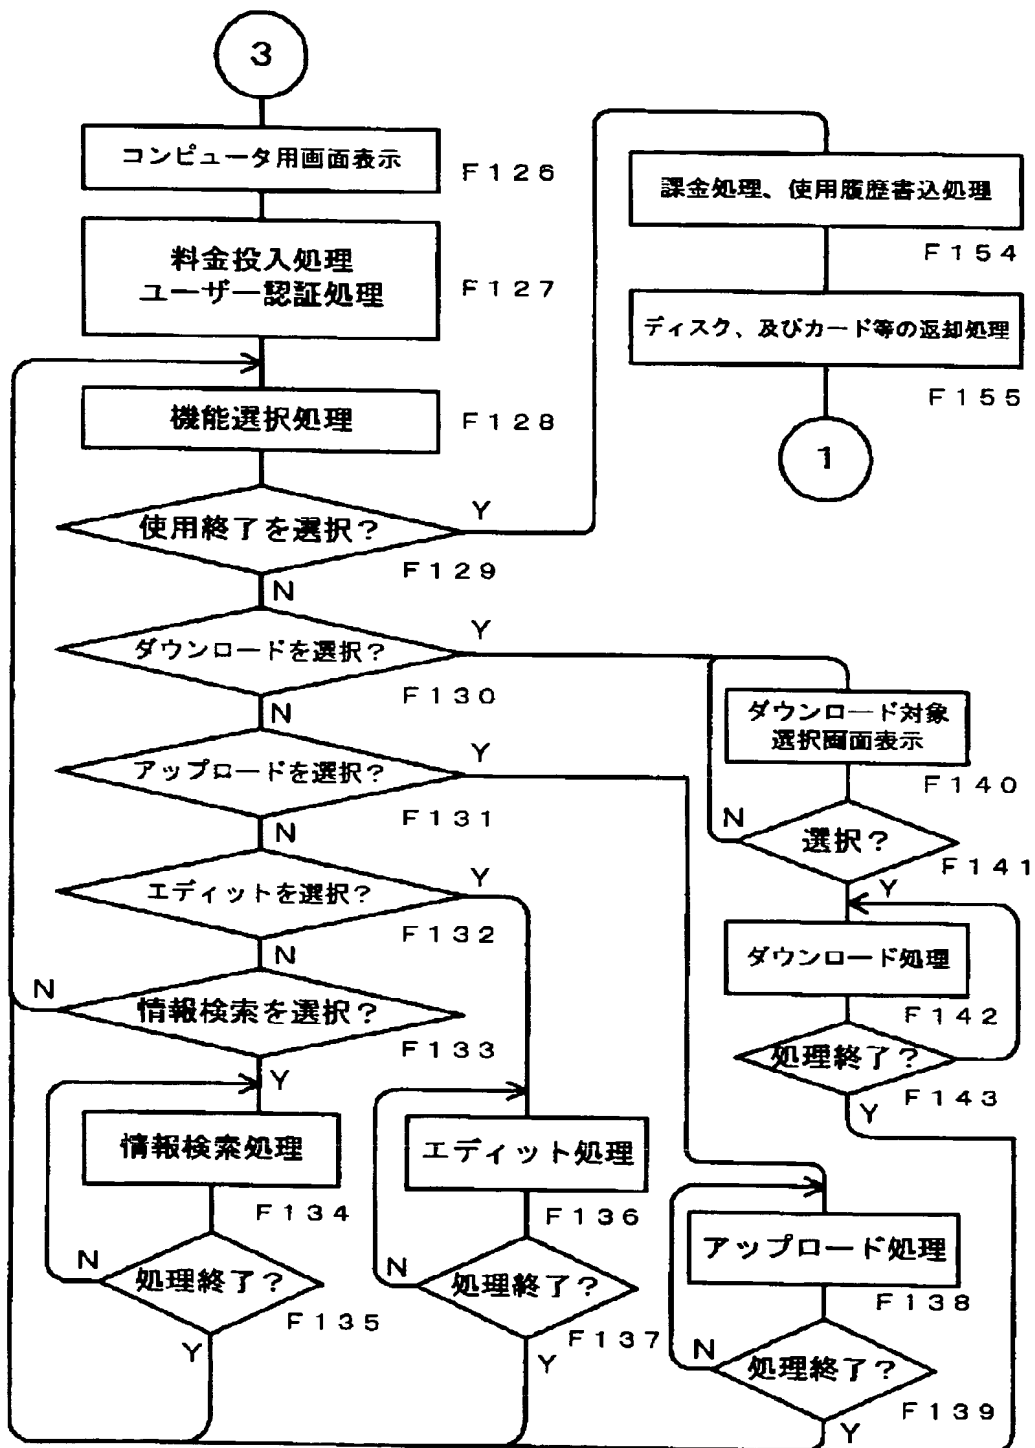 3
コンピュータ用画面表示
F126
料金投入処理
ユーザー認証処理
F127
機能選択処理
F128
使用終了を選択?
Y
F129
N
課金処理、使用履歴書込処理
F154
ディスク、及びカード等の返却処理
F155
1
ダウンロードを選択?
Y
F130
N
アップロードを選択?
Y
F131
N
エディットを選択?
Y
F132
N
情報検索を選択?
N
F133
Y
情報検索処理
F134
処理終了?
N
F135
Y
エディット処理
F136
処理終了?
N
F137
Y
ダウンロード対象
選択画面表示
F140
選択?
N
F141
Y
ダウンロード処理
F142
処理終了?
F143
Y
アップロード処理
F138
処理終了?
N
F139
Y